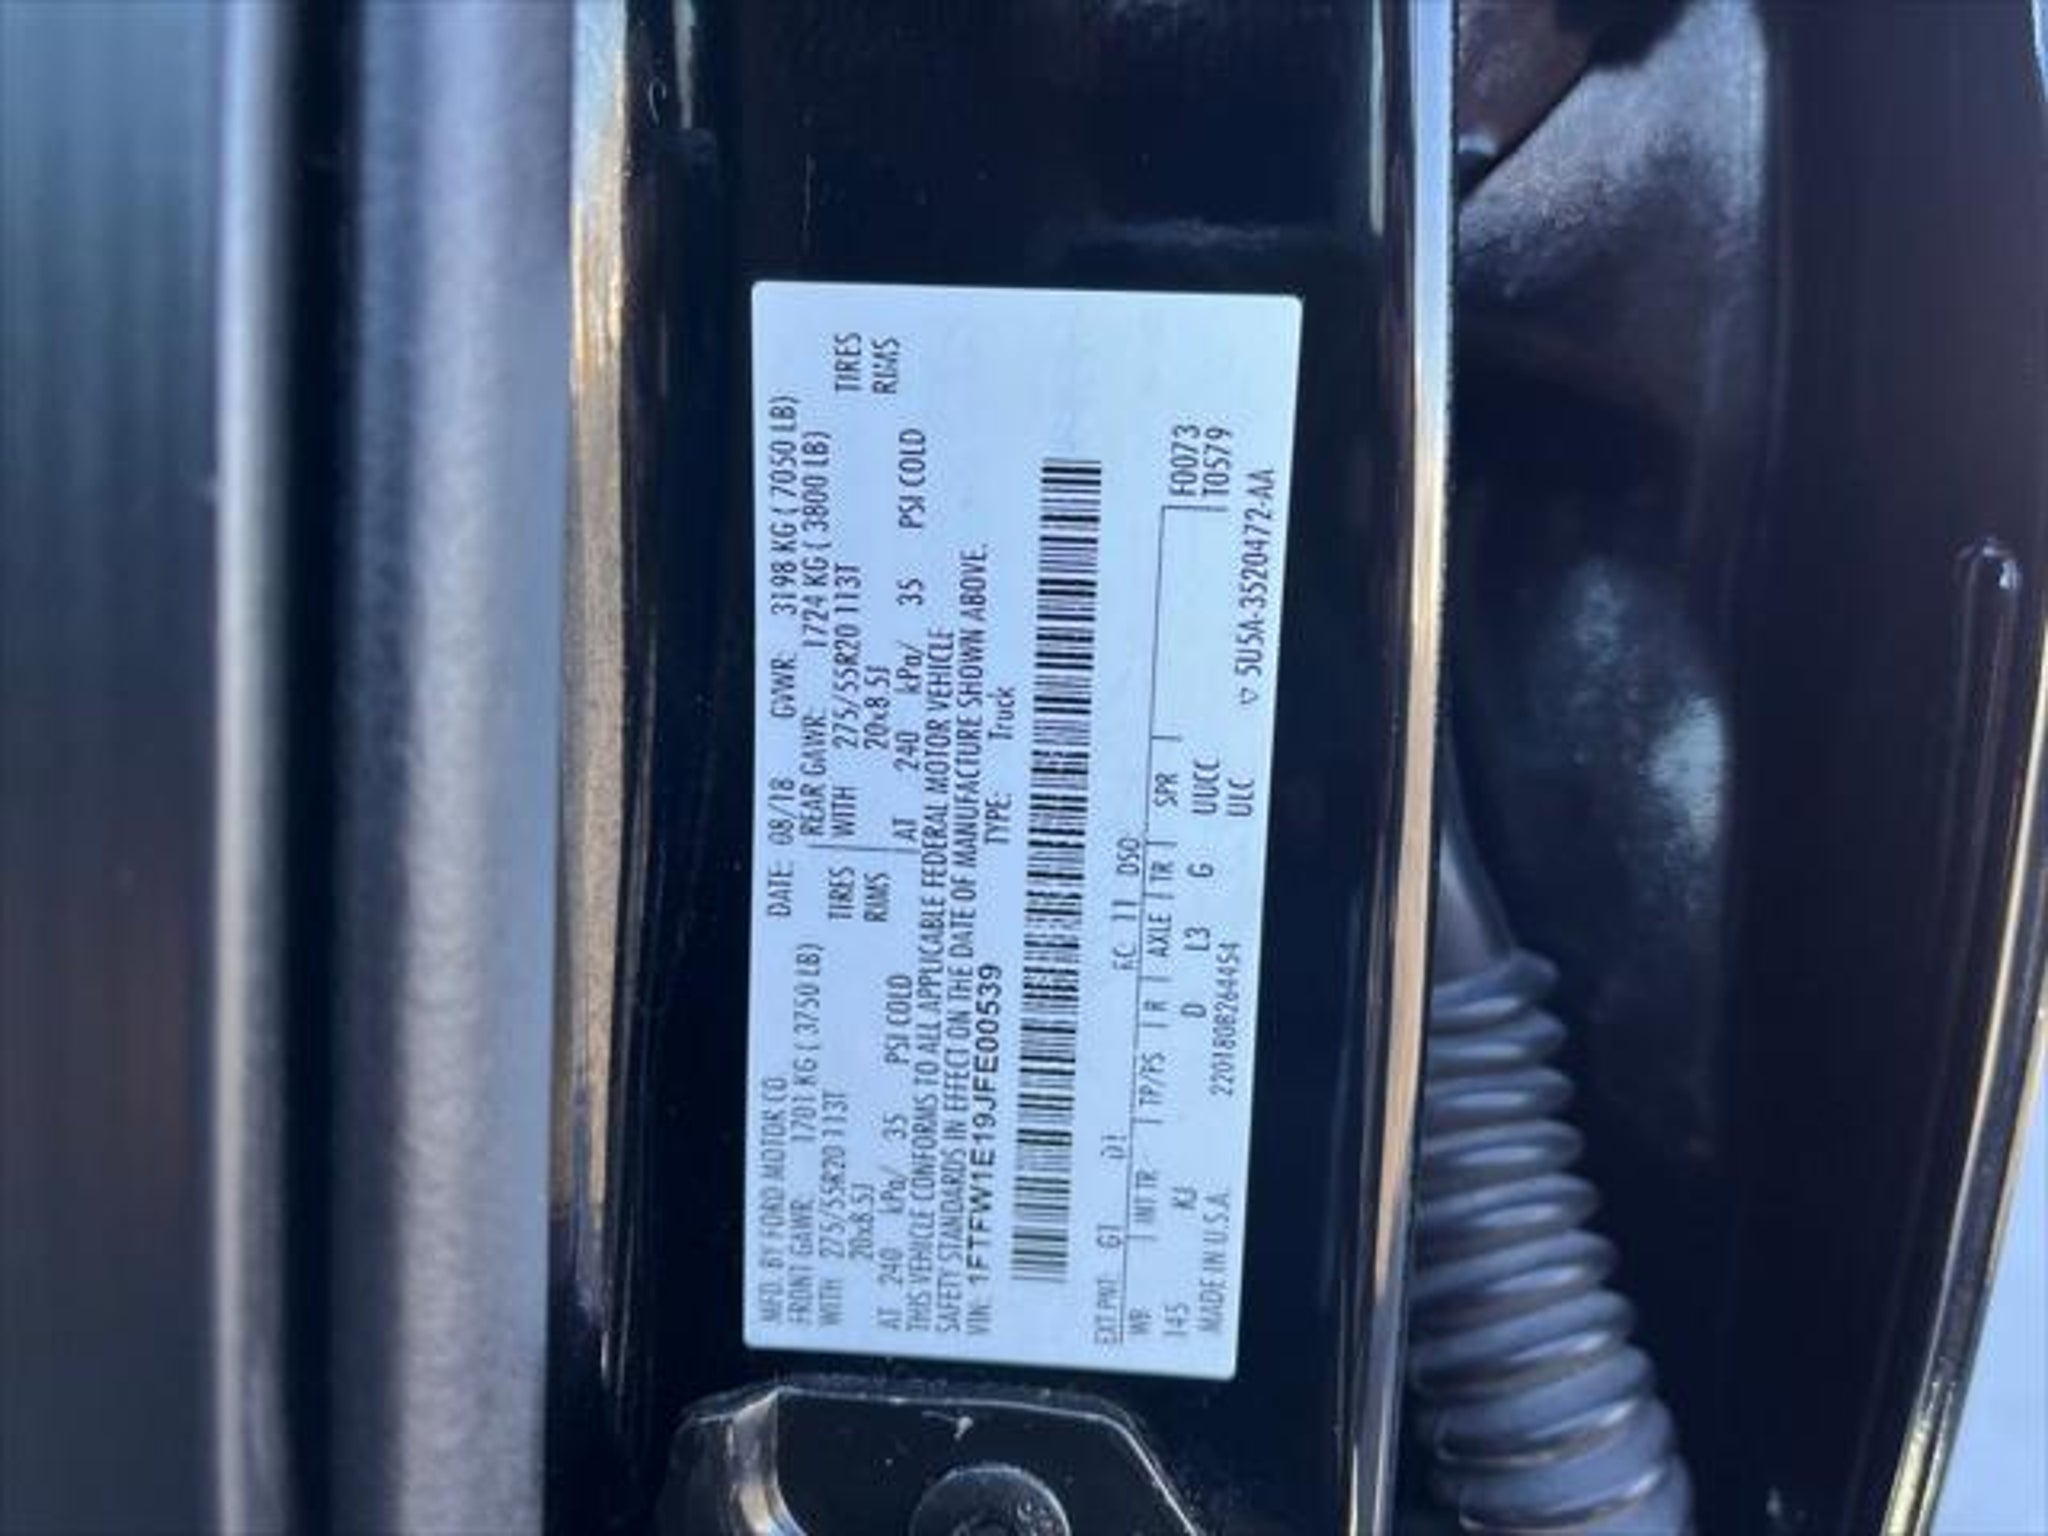 MFD. BY FORD MOTOR CO. DATE: 08/18 GVWR: 3198 KG ( 7050 LB)
FRONT GAWR: 1701 KG ( 3750 LB) REAR GAWR: 1724 KG ( 3800 LB)
WITH 275/55R20 113T TIRES WITH 275/55R20 113T TIRES
20x8.5J RIMS 20x8.5J RIMS
AT 240 kPa/ 35 PSI COLD AT 240 kPa/ 35 PSI COLD
THIS VEHICLE CONFORMS TO ALL APPLICABLE FEDERAL MOTOR VEHICLE
SAFETY STANDARDS IN EFFECT ON THE DATE OF MANUFACTURE SHOWN ABOVE.
VIN: 1FTFW1E19JFE00539 TYPE: Truck
EXT PNT: G1 D1 F.C. 11 DSO
WB INT TR TP/PS R AXLE TR SPR F0073
145 KJ D L3 G UUCC T0579
MADE IN U.S.A. 2201808264454 ULC
▽ 5U5A-3520472-AA